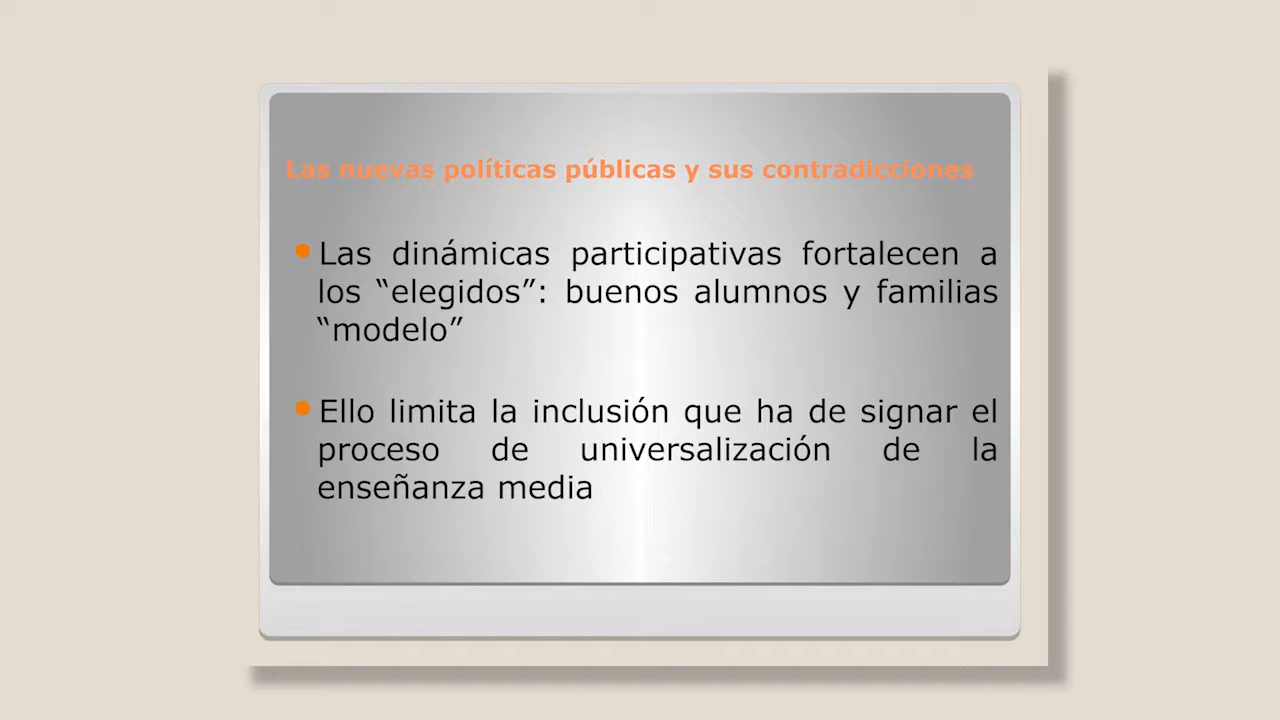 Las nuevas políticas públicas y sus contradicciones
Las dinámicas participativas fortalecen a
los “elegidos”: buenos alumnos y familias
“modelo”
Ello limita la inclusión que ha de signar el
proceso de universalización de la
enseñanza media